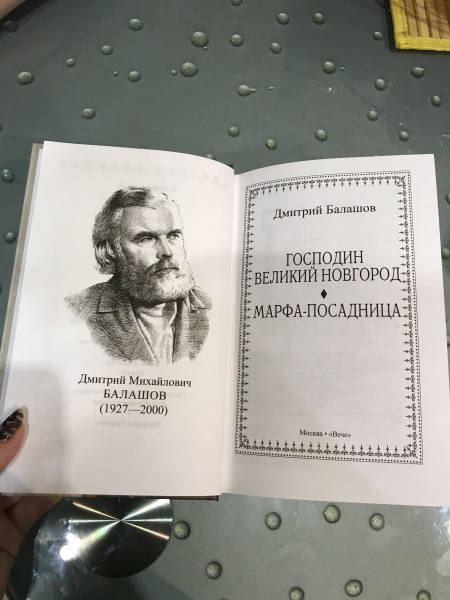 Дмитрий Михайлович
БАЛАШОВ
(1927—2000)
Дмитрий Балашов
ГОСПОДИН
ВЕЛИКИЙ НОВГОРОД
МАРФА-ПОСАДНИЦА
Москва • «Вече»